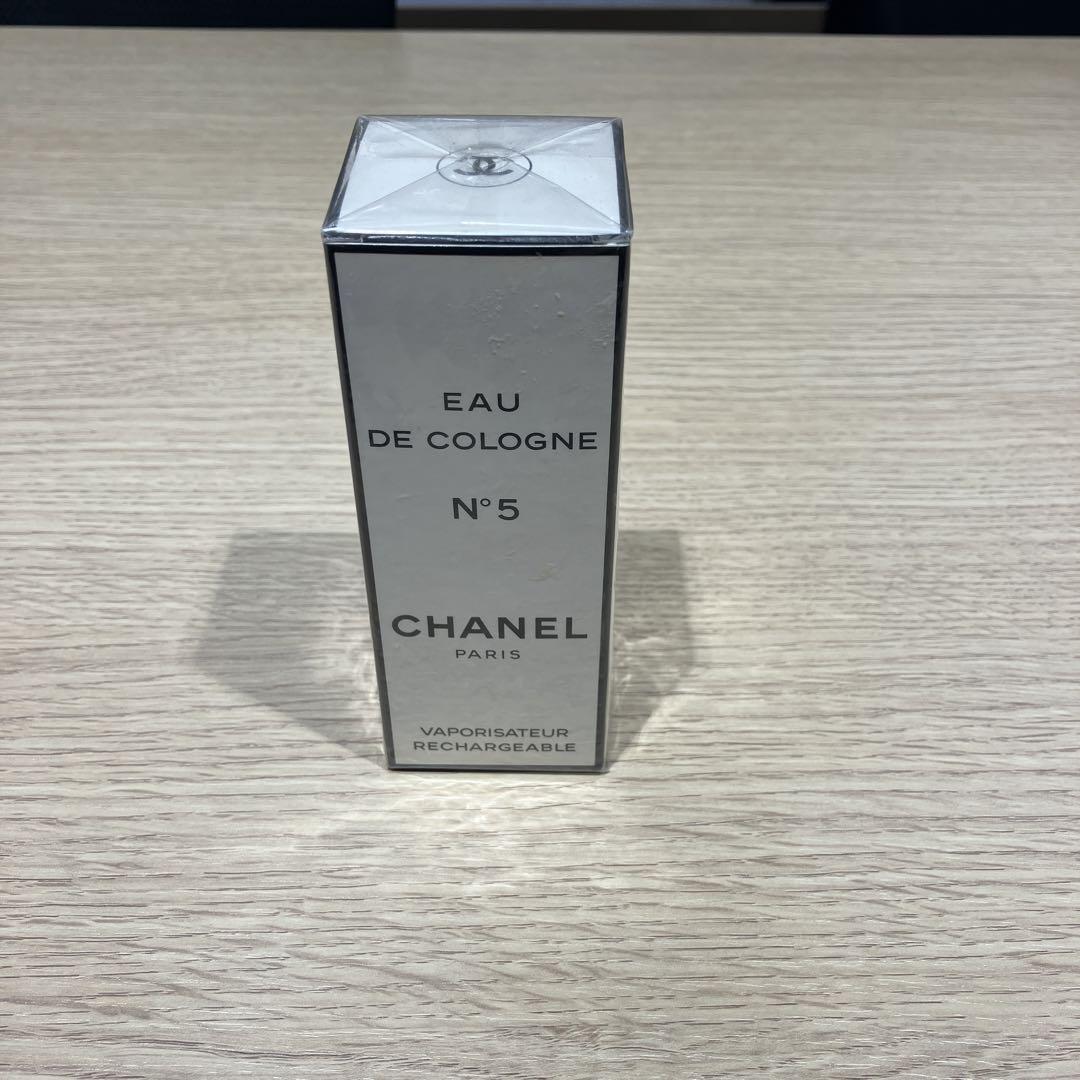 EAU
DE COLOGNE
N°5
CHANEL
PARIS
VAPORISATEUR
RECHARGEABLE